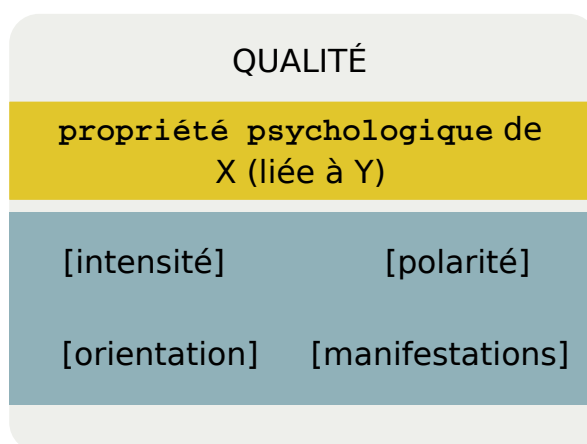 QUALITÉ
propriété psychologique de
X (liée à Y)
[intensité] [polarité]
[orientation] [manifestations]